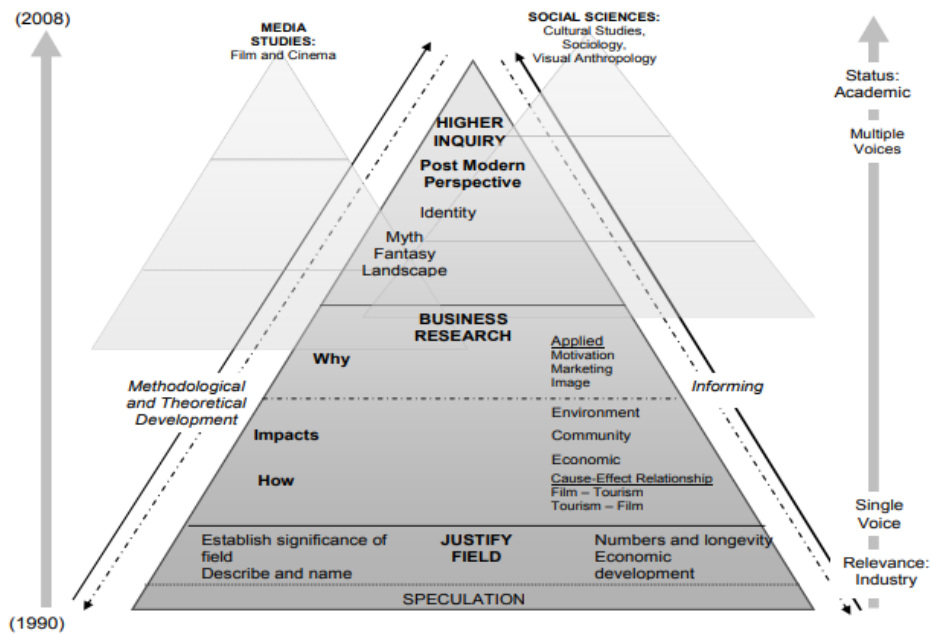 (2008)
MEDIA
STUDIES:
Film and Cinema
SOCIAL SCIENCES:
Cultural Studies,
Sociology,
Visual Anthropology
Status:
Academic
Multiple
Voices
HIGHER
INQUIRY
Post Modern
Perspective
Identity
Myth
Fantasy
Landscape
BUSINESS
RESEARCH
Why
Applied
Motivation
Marketing
Image
Methodological
and Theoretical
Development
Informing
Impacts
Environment
Community
Economic
How
Cause-Effect Relationship
Film – Tourism
Tourism – Film
Single
Voice
Establish significance of
field
Describe and name
JUSTIFY
FIELD
Numbers and longevity
Economic
development
Relevance:
Industry
SPECULATION
(1990)